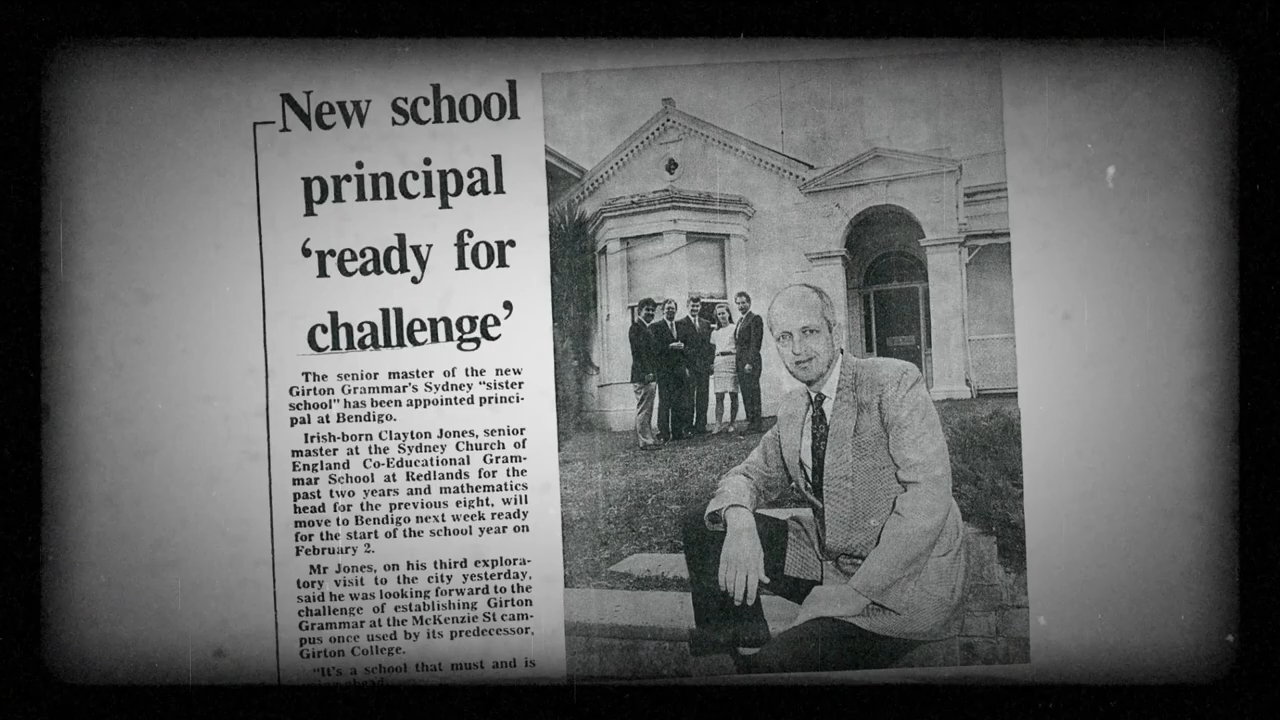 New school
principal
‘ready for
challenge’
The senior master of the new
Girton Grammar's Sydney “sister
school” has been appointed princi-
pal at Bendigo.
Irish-born Clayton Jones, senior
master at the Sydney Church of
England Co-Educational Gram-
mar School at Redlands for the
past two years and mathematics
head for the previous eight, will
move to Bendigo next week ready
for the start of the school year on
February 2.
Mr Jones, on his third explora-
tory visit to the city yesterday,
said he was looking forward to the
challenge of establishing Girton
Grammar at the McKenzie St cam-
pus once used by its predecessor,
Girton College.
“It's a school that must and is
ahead